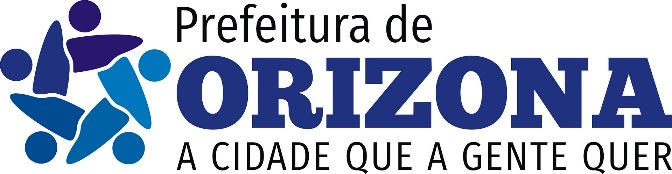 Prefeitura de
ORIZONA
A CIDADE QUE A GENTE QUER